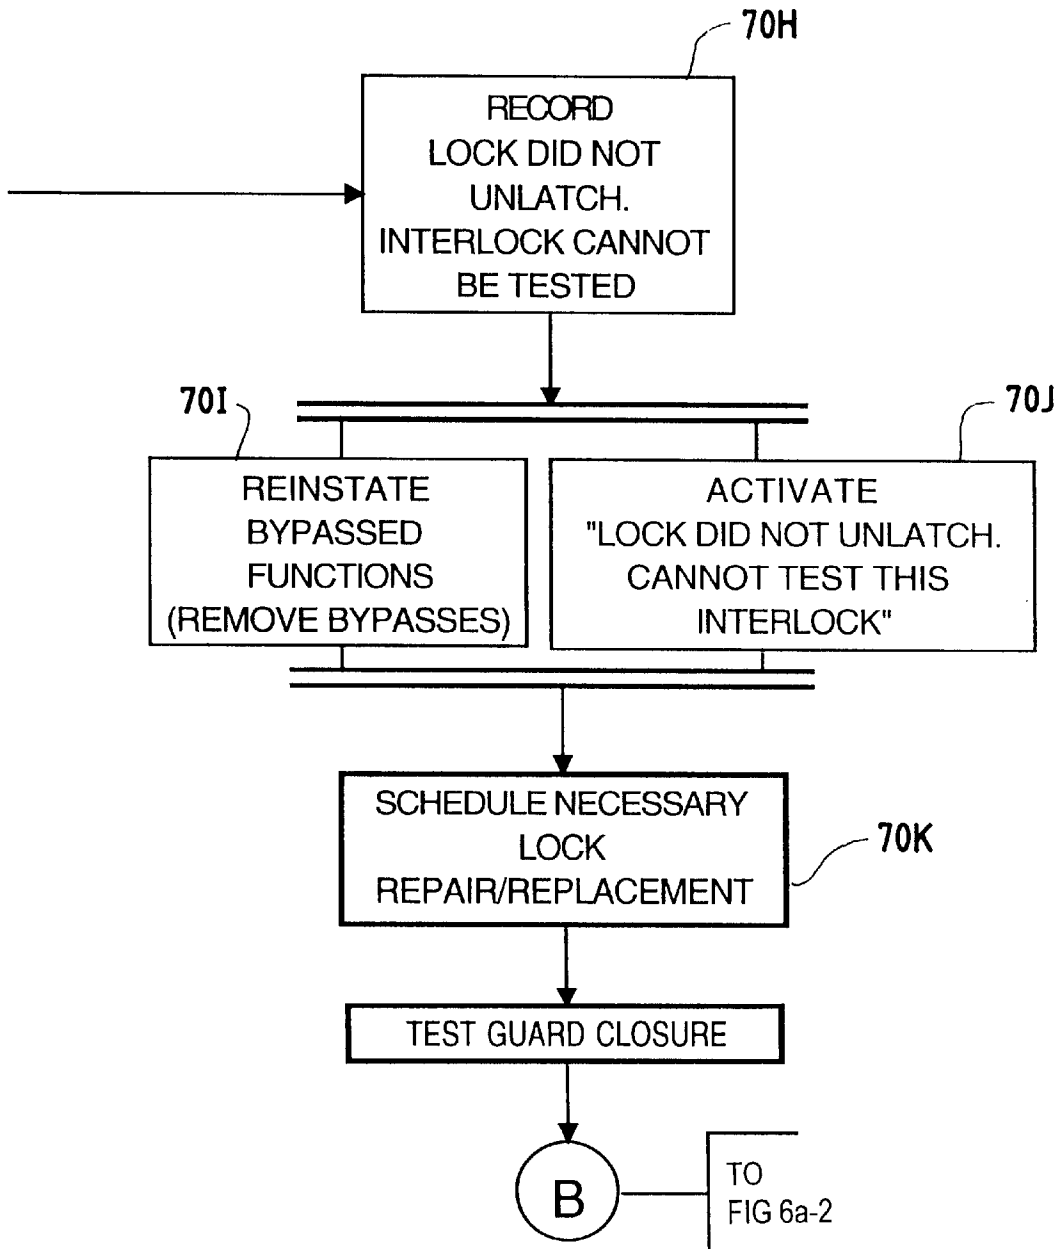 70H
RECORD
LOCK DID NOT
UNLATCH.
INTERLOCK CANNOT
BE TESTED
70I
70J
REINSTATE
BYPASSED
FUNCTIONS
(REMOVE BYPASSES)
ACTIVATE
"LOCK DID NOT UNLATCH.
CANNOT TEST THIS
INTERLOCK"
SCHEDULE NECESSARY
LOCK
REPAIR/REPLACEMENT
70K
TEST GUARD CLOSURE
B
TO
FIG 6a-2